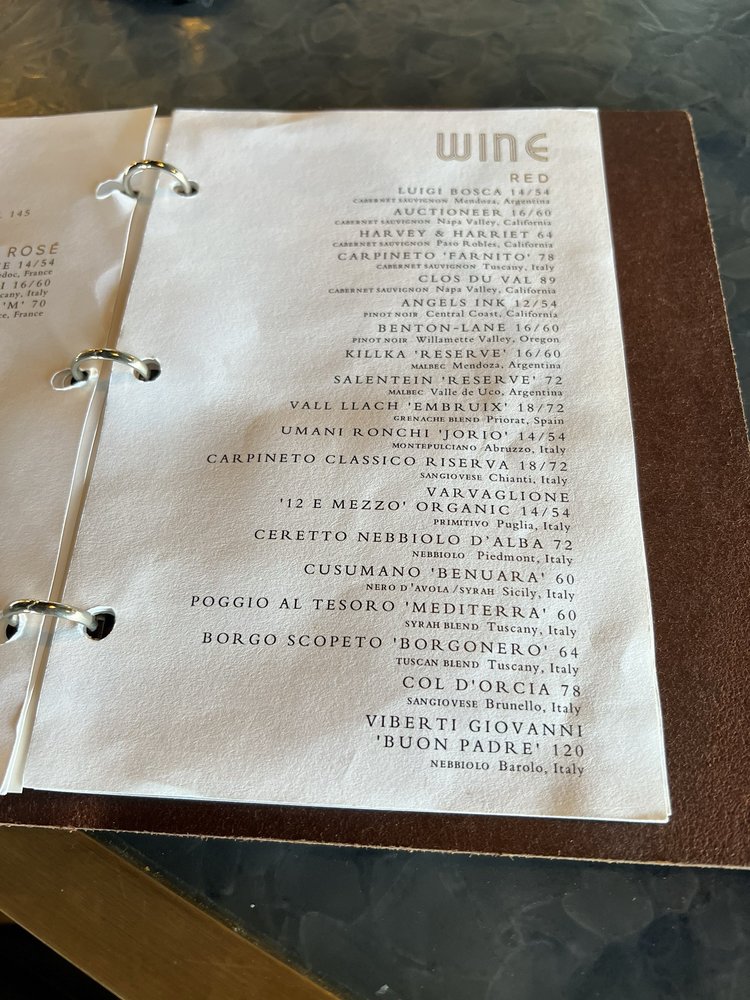 145
ROSÉ
E 14/54
edoc, France
I 16/60
cany, Italy
'M' 70
ce, France
WINE
RED
LUIGI BOSCA 14/54
CABERNET SAUVIGNON Mendoza, Argentina
AUCTIONEER 16/60
CABERNET SAUVIGNON Napa Valley, California
HARVEY & HARRIET 64
CABERNET SAUVIGNON Paso Robles, California
CARPINETO 'FARNITO' 78
CABERNET SAUVIGNON Tuscany, Italy
CLOS DU VAL 89
CABERNET SAUVIGNON Napa Valley, California
ANGELS INK 12/54
PINOT NOIR Central Coast, California
BENTON-LANE 16/60
PINOT NOIR Willamette Valley, Oregon
KILLKA 'RESERVE' 16/60
MALBEC Mendoza, Argentina
SALENTEIN 'RESERVE' 72
MALBEC Valle de Uco, Argentina
VALL LLACH 'EMBRUIX' 18/72
GRENACHE BLEND Priorat, Spain
UMANI RONCHI 'JORIO' 14/54
MONTEPULCIANO Abruzzo, Italy
CARPINETO CLASSICO RISERVA 18/72
SANGIOVESE Chianti, Italy
VARVAGLIONE
'12 E MEZZO' ORGANIC 14/54
PRIMITIVO Puglia, Italy
CERETTO NEBBIOLO D'ALBA 72
NEBBIOLO Piedmont, Italy
CUSUMANO 'BENUARA' 60
NERO D'AVOLA/SYRAH Sicily, Italy
POGGIO AL TESORO 'MEDITERRA' 60
SYRAH BLEND Tuscany, Italy
BORGO SCOPETO 'BORGONERO' 64
TUSCAN BLEND Tuscany, Italy
COL D'ORCIA 78
SANGIOVESE Brunello, Italy
VIBERTI GIOVANNI
'BUON PADRE' 120
NEBBIOLO Barolo, Italy